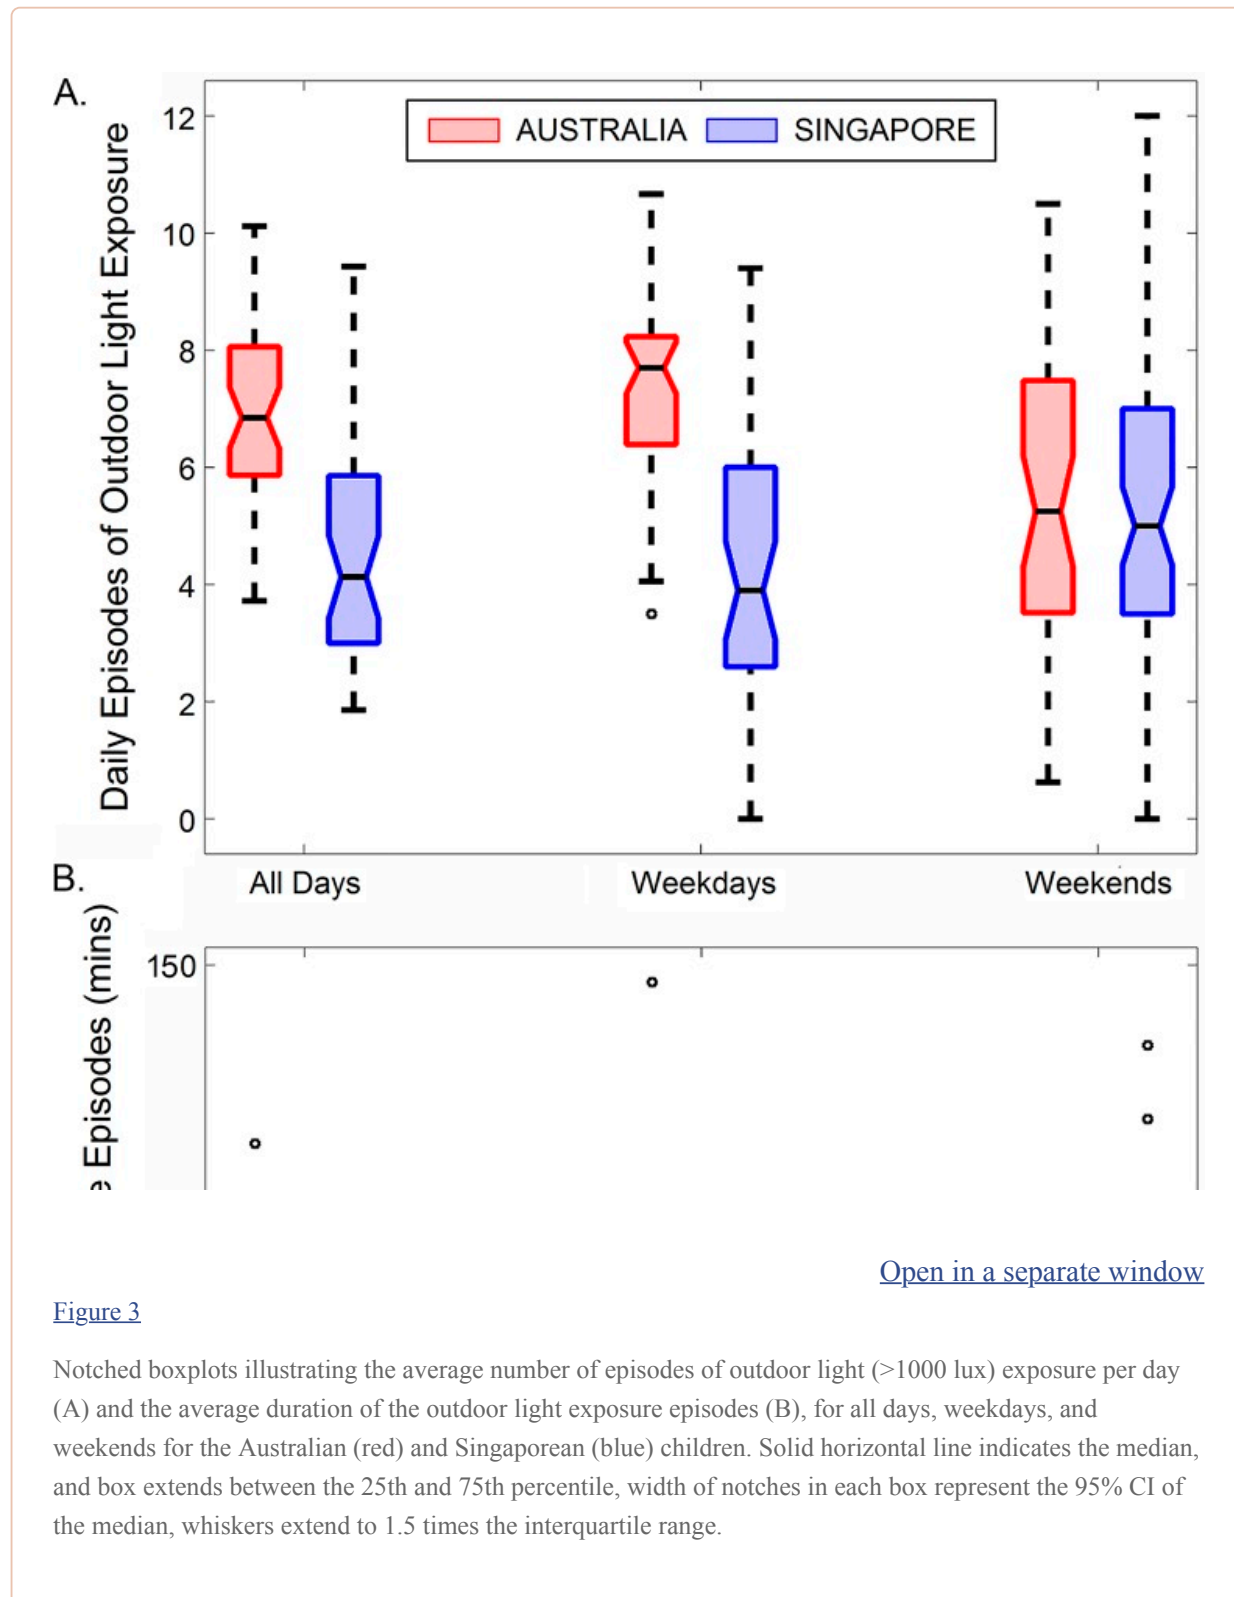 A.
Daily Episodes of Outdoor Light Exposure
12
10
8
6
4
2
0
AUSTRALIA SINGAPORE
All Days Weekdays Weekends
B.
Episodes (mins)
150
Open in a separate window
Figure 3
Notched boxplots illustrating the average number of episodes of outdoor light (>1000 lux) exposure per day
(A) and the average duration of the outdoor light exposure episodes (B), for all days, weekdays, and
weekends for the Australian (red) and Singaporean (blue) children. Solid horizontal line indicates the median,
and box extends between the 25th and 75th percentile, width of notches in each box represent the 95% CI of
the median, whiskers extend to 1.5 times the interquartile range.